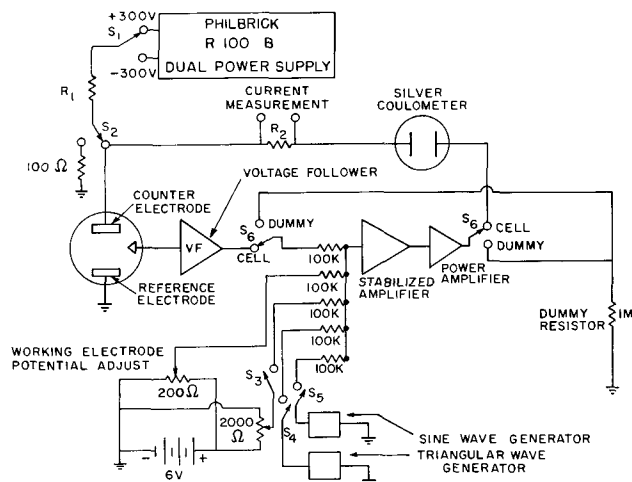 +300V
S1
PHILBRICK
R 100 B
DUAL POWER SUPPLY
-300V
R1
S2
CURRENT
MEASUREMENT
R2
SILVER
COULOMETER
100 Ω
VOLTAGE FOLLOWER
COUNTER
ELECTRODE
VF
S6
DUMMY
CELL
REFERENCE
ELECTRODE
100K
100K
100K
100K
100K
STABILIZED
AMPLIFIER
POWER
AMPLIFIER
S6
CELL
DUMMY
DUMMY
RESISTOR
1M
WORKING ELECTRODE
POTENTIAL ADJUST
200Ω
2000
Ω
S3
S4
S5
- +
6V
SINE WAVE GENERATOR
TRIANGULAR WAVE
GENERATOR